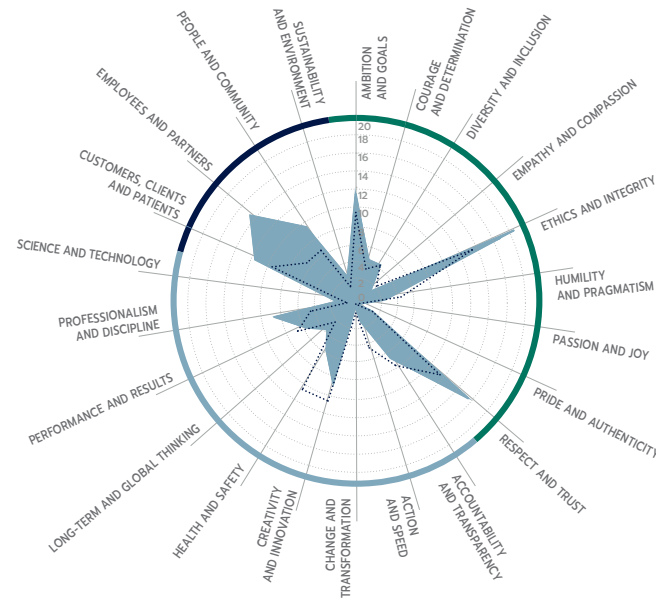 AMBITION
AND GOALS
COURAGE
AND DETERMINATION
DIVERSITY AND INCLUSION
EMPATHY AND COMPASSION
ETHICS AND INTEGRITY
HUMILITY
AND PRAGMATISM
PASSION AND JOY
PRIDE AND AUTHENTICITY
RESPECT AND TRUST
ACCOUNTABILITY
AND TRANSPARENCY
ACTION
AND SPEED
CHANGE AND
TRANSFORMATION
CREATIVITY
AND INNOVATION
HEALTH AND SAFETY
LONG-TERM AND GLOBAL THINKING
PERFORMANCE AND RESULTS
PROFESSIONALISM
AND DISCIPLINE
SCIENCE AND TECHNOLOGY
CUSTOMERS, CLIENTS
AND PATIENTS
EMPLOYEES AND PARTNERS
PEOPLE AND COMMUNITY
SUSTAINABILITY
AND ENVIRONMENT
20
18
16
14
12
10